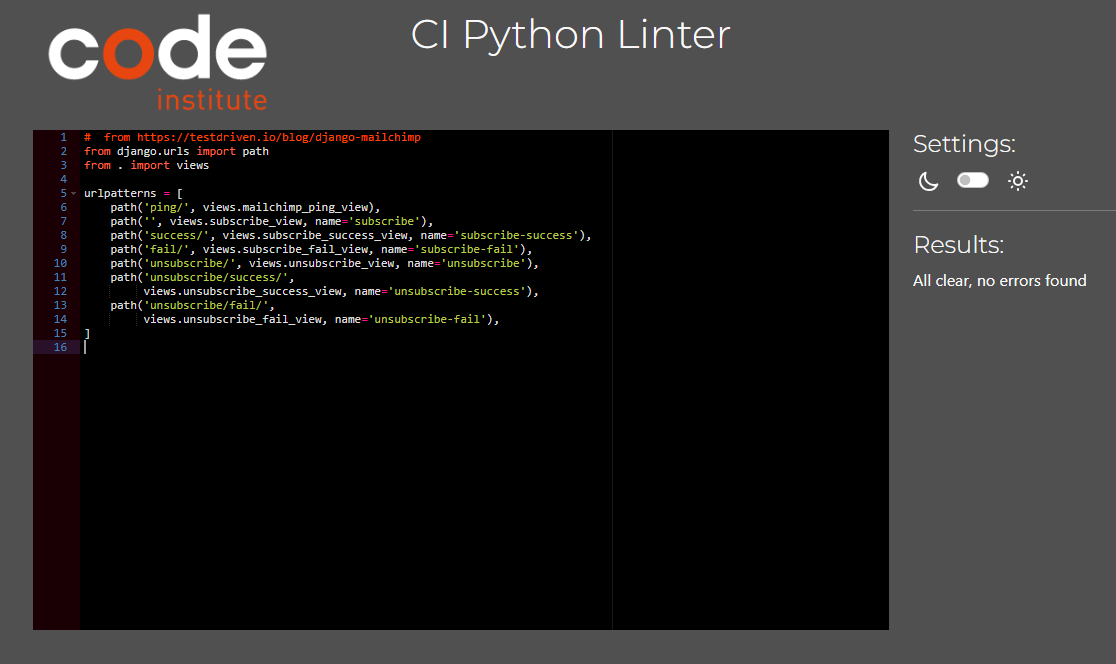 code
institute
CI Python Linter
1 #  from https://testdriven.io/blog/django-mailchimp
2 from django.urls import path
3 from . import views
4
5 urlpatterns = [
6     path('ping/', views.mailchimp_ping_view),
7     path('', views.subscribe_view, name='subscribe'),
8     path('success/', views.subscribe_success_view, name='subscribe-success'),
9     path('fail/', views.subscribe_fail_view, name='subscribe-fail'),
10     path('unsubscribe/', views.unsubscribe_view, name='unsubscribe'),
11     path('unsubscribe/success/',
12          views.unsubscribe_success_view, name='unsubscribe-success'),
13     path('unsubscribe/fail/',
14          views.unsubscribe_fail_view, name='unsubscribe-fail'),
15 ]
16
Settings:
Results:
All clear, no errors found